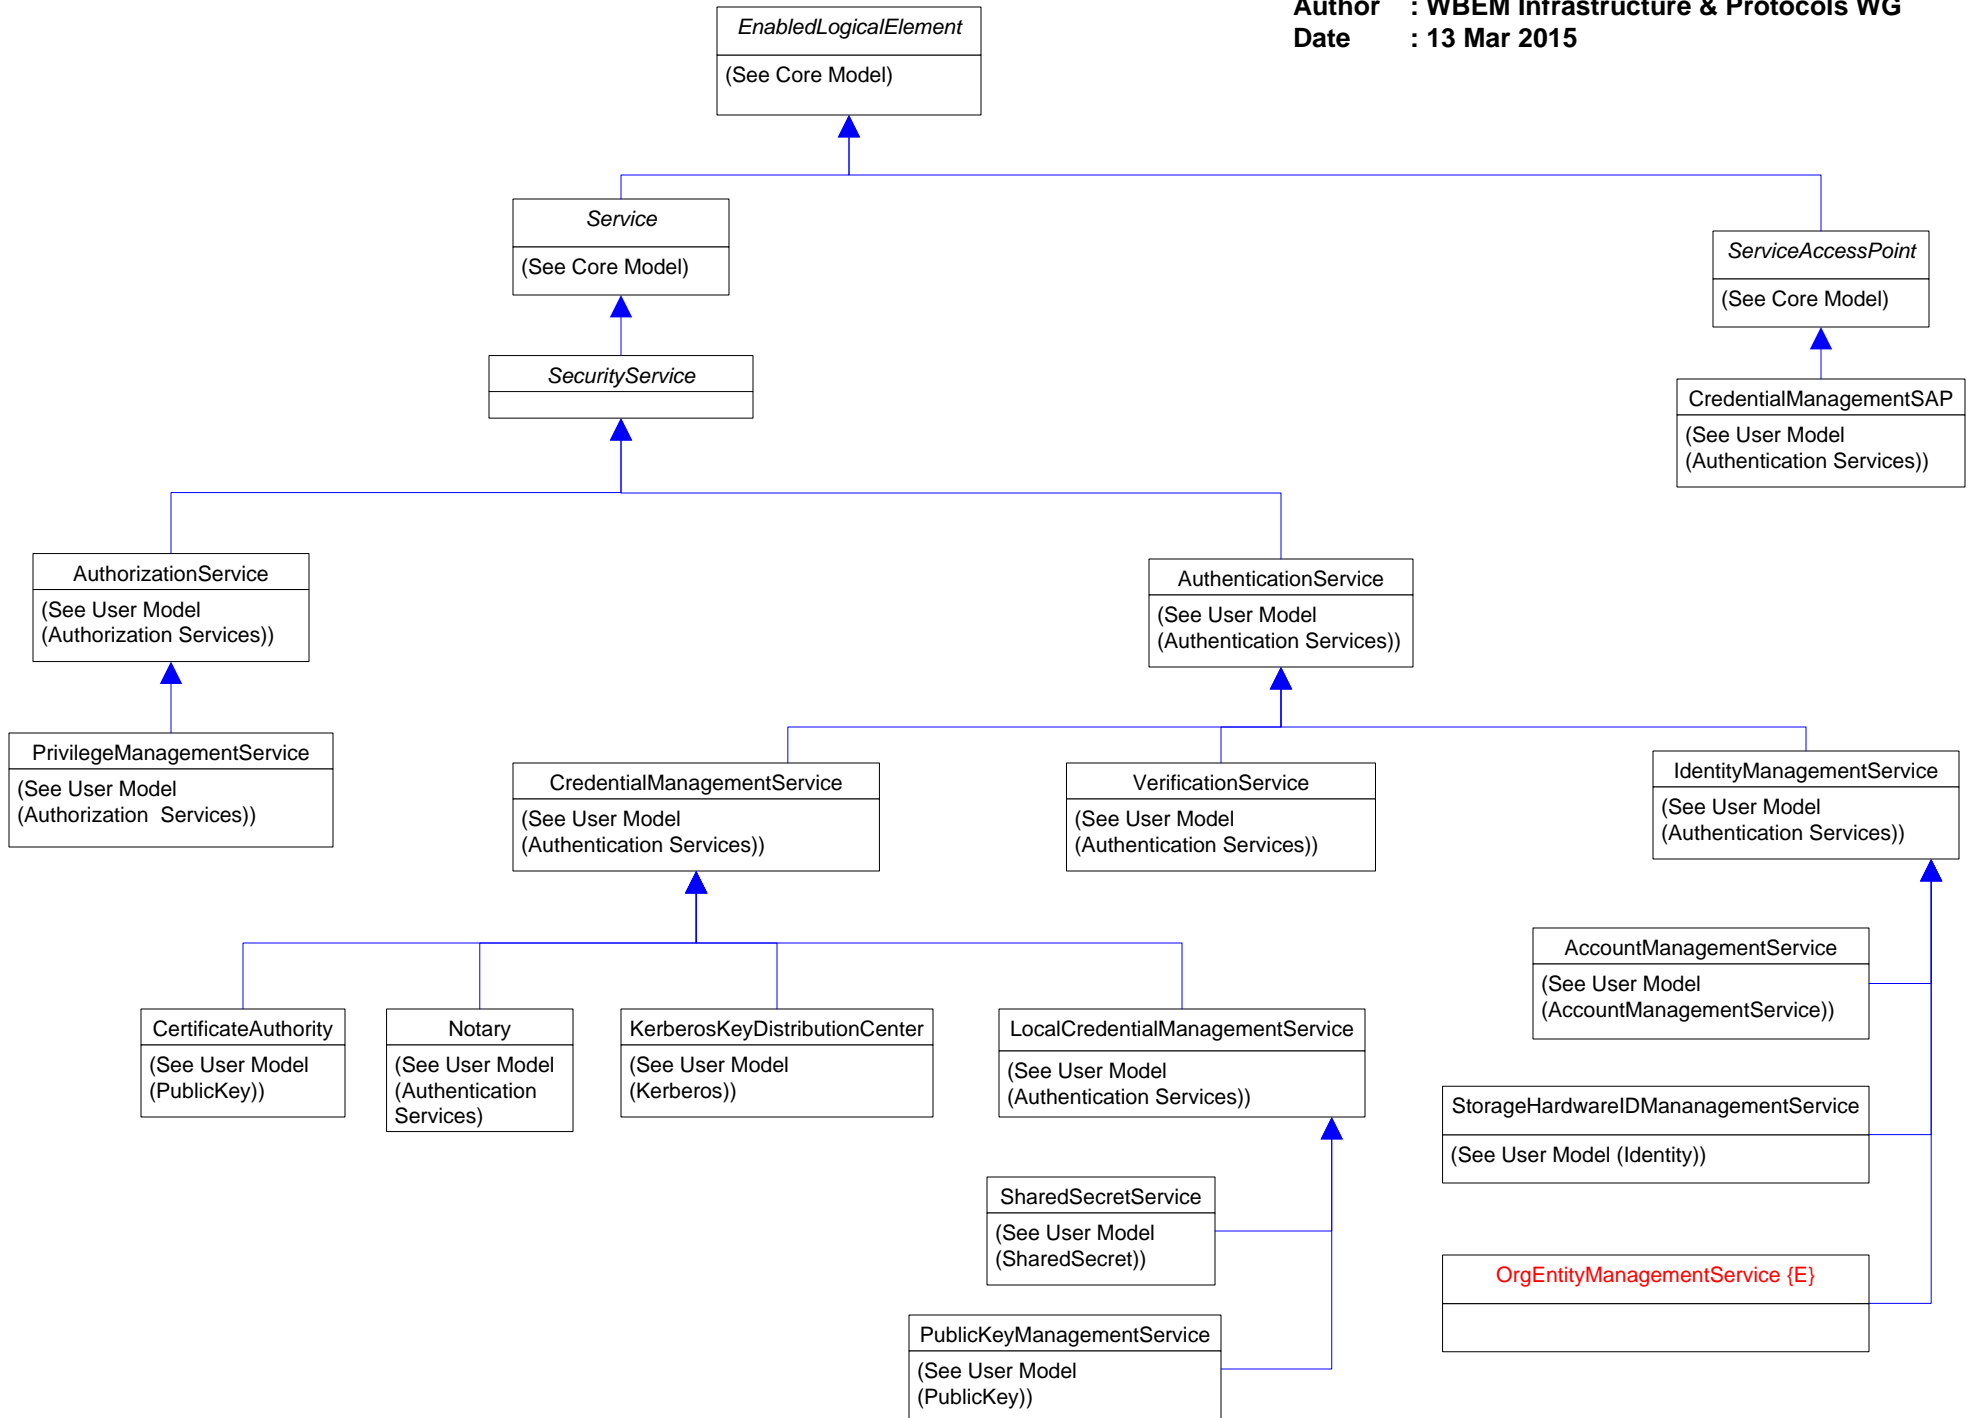 Author : WBEM Infrastructure & Protocols WG
Date : 13 Mar 2015
EnabledLogicalElement
(See Core Model)
Service
(See Core Model)
ServiceAccessPoint
(See Core Model)
SecurityService
CredentialManagementSAP
(See User Model
(Authentication Services))
AuthorizationService
(See User Model
(Authorization Services))
AuthenticationService
(See User Model
(Authentication Services))
PrivilegeManagementService
(See User Model
(Authorization  Services))
CredentialManagementService
(See User Model
(Authentication Services))
VerificationService
(See User Model
(Authentication Services))
IdentityManagementService
(See User Model
(Authentication Services))
AccountManagementService
(See User Model
(AccountManagementService))
CertificateAuthority
(See User Model
(PublicKey))
Notary
(See User Model
(Authentication
Services)
KerberosKeyDistributionCenter
(See User Model
(Kerberos))
LocalCredentialManagementService
(See User Model
(Authentication Services))
StorageHardwareIDMananagementService
(See User Model (Identity))
SharedSecretService
(See User Model
(SharedSecret))
OrgEntityManagementService {E}
PublicKeyManagementService
(See User Model
(PublicKey))